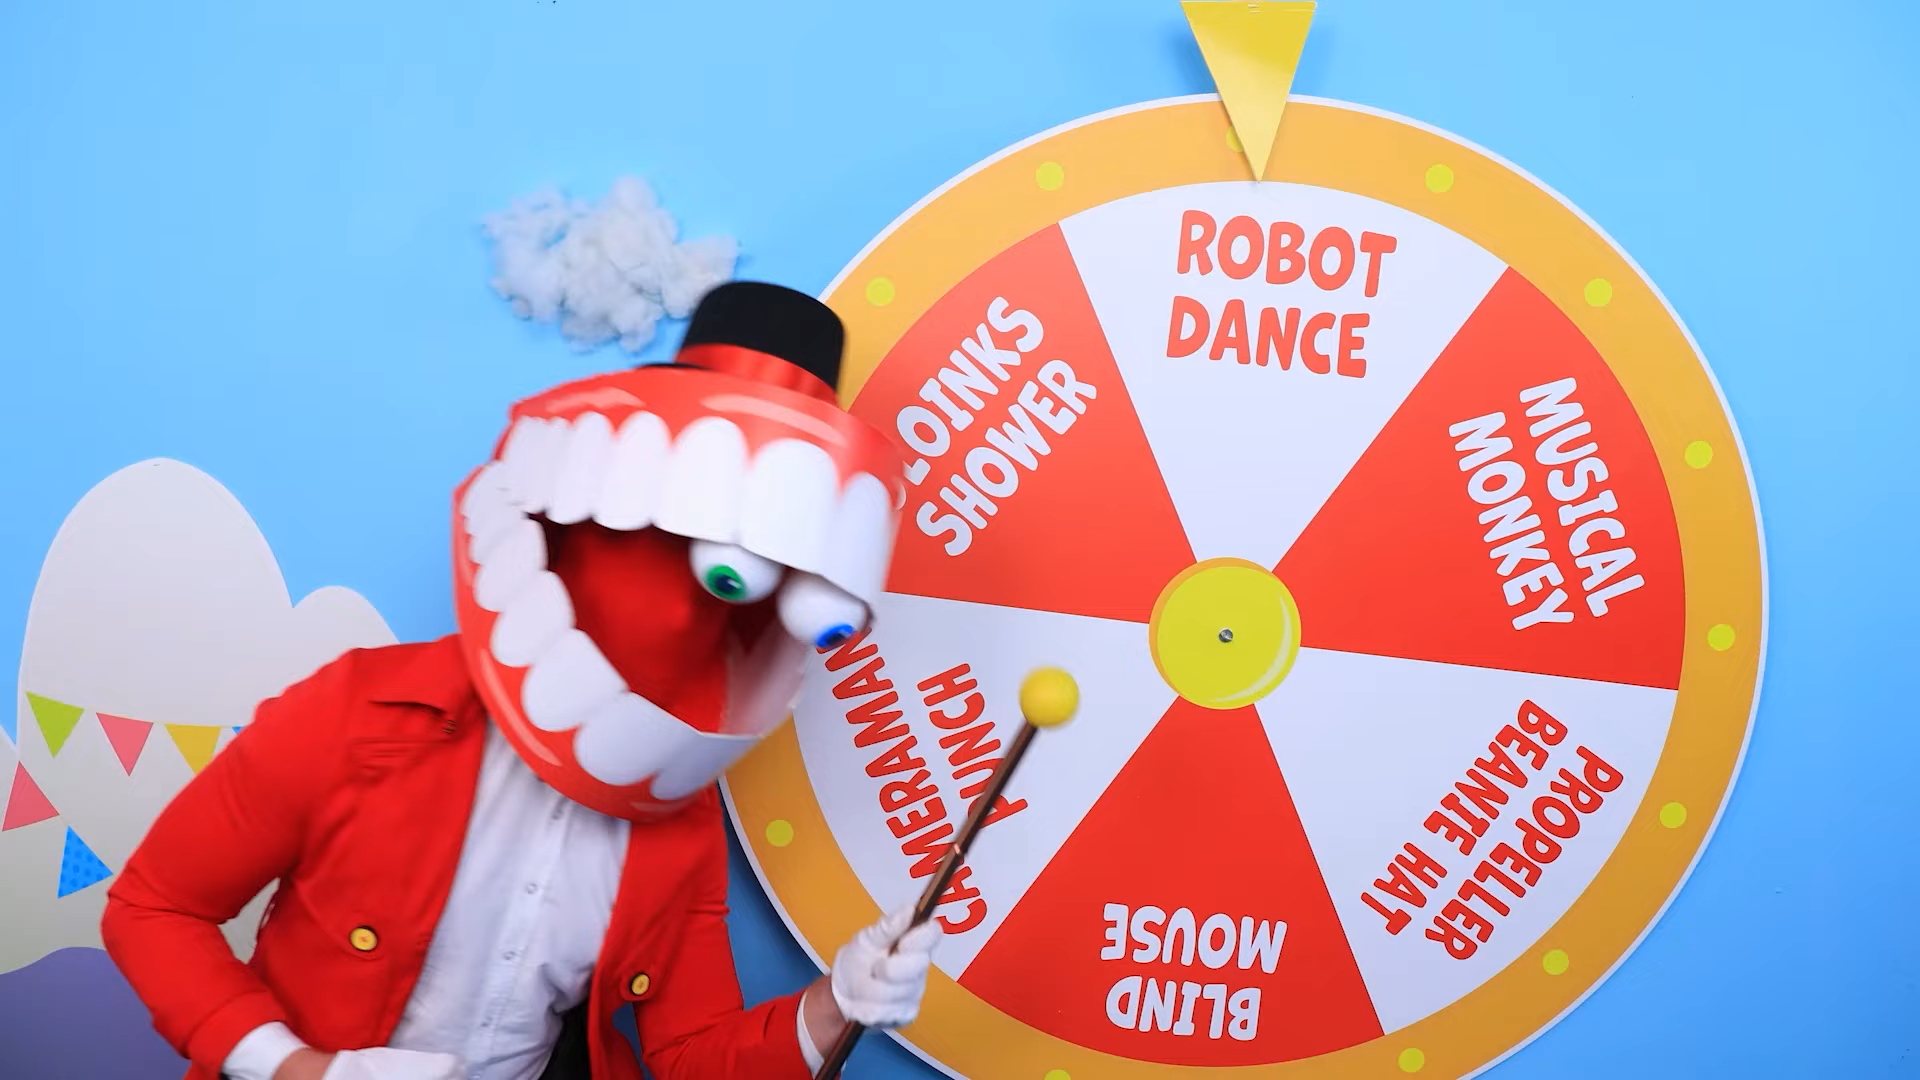 ROBOT
DANCE
MUSICAL
MONKEY
PROPELLER
BEANIE HAT
BLIND
MOUSE
CAMERAMAN
PUNCH
SHOWER